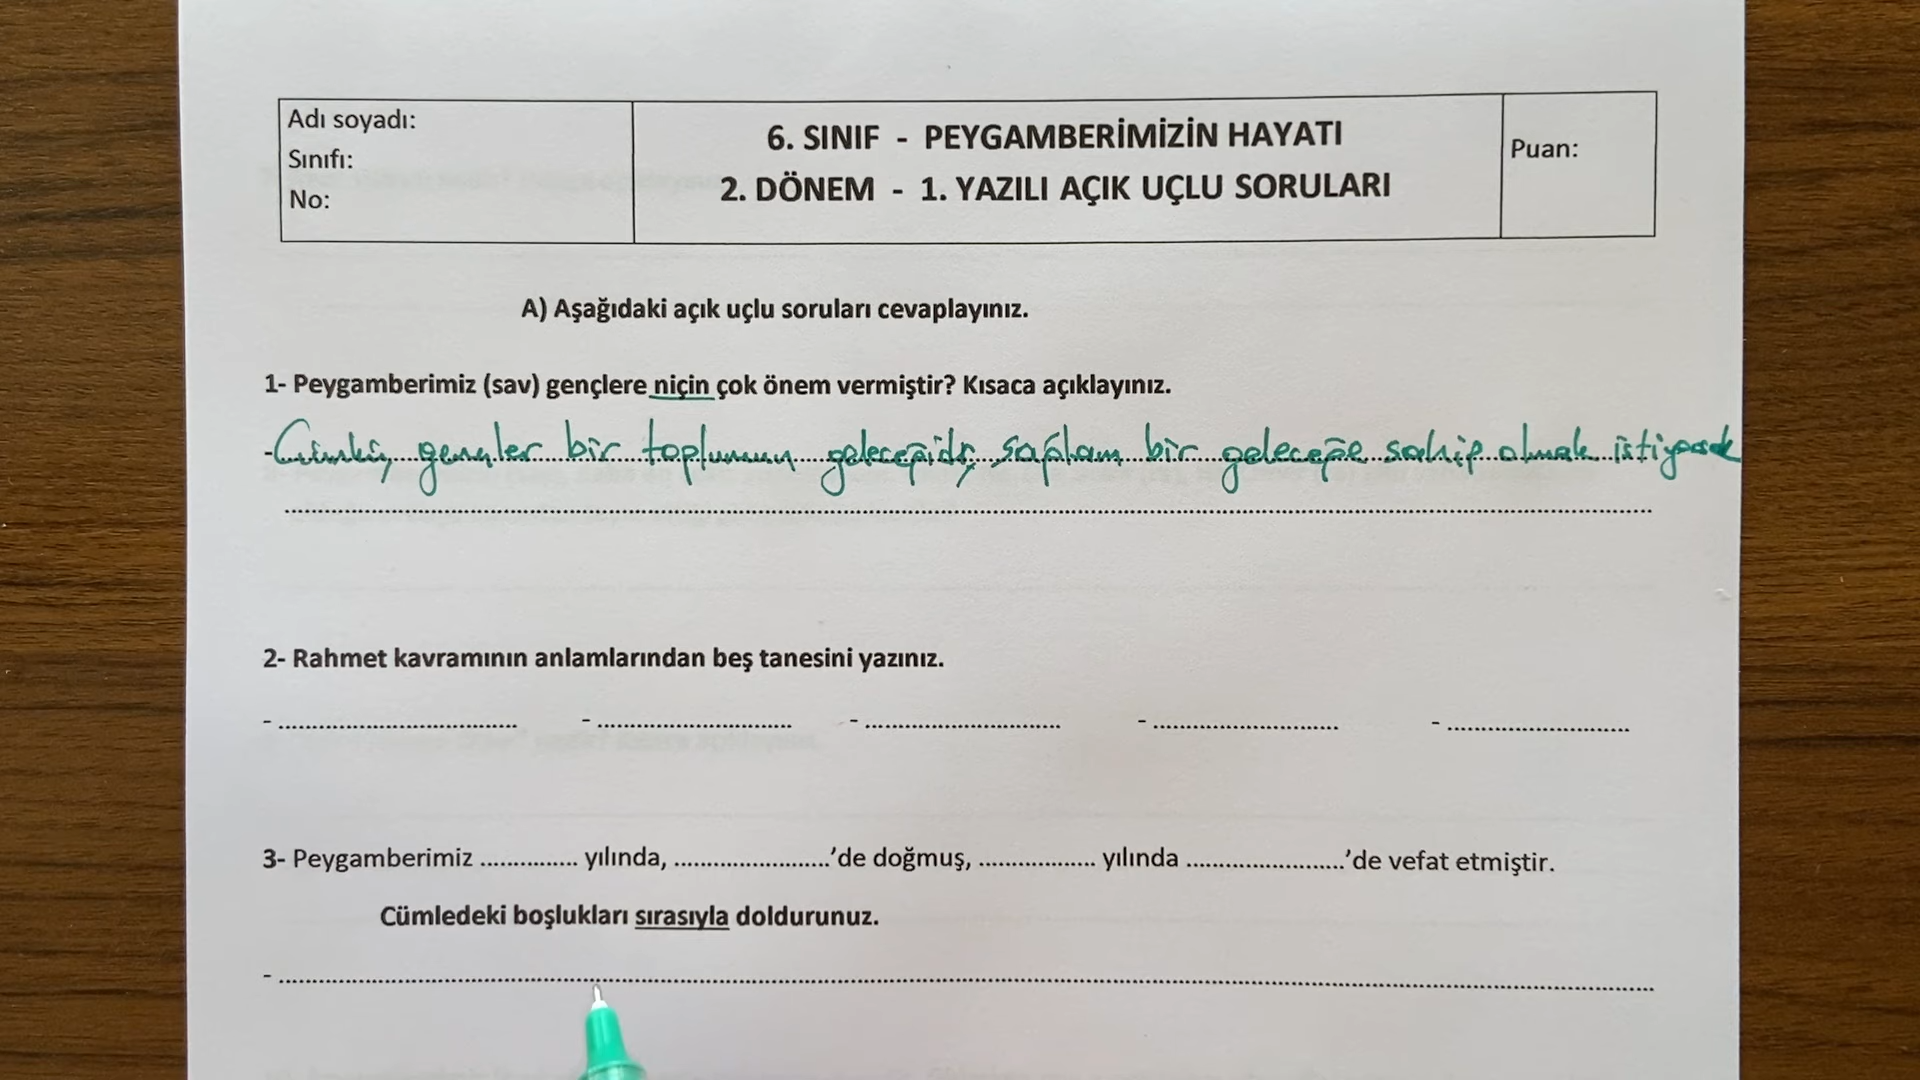 Adı soyadı:
Sınıfı:
No:
6. SINIF - PEYGAMBERİMİZİN HAYATI
2. DÖNEM - 1. YAZILI AÇIK UÇLU SORULARI
Puan:
A) Aşağıdaki açık uçlu soruları cevaplayınız.
1- Peygamberimiz (sav) gençlere niçin çok önem vermiştir? Kısaca açıklayınız.
- Çünkü, gençler bir toplumun geleceğidir, sağlam bir geleceğe sahip olmak istiyorsak
2- Rahmet kavramının anlamlarından beş tanesini yazınız.
- ................................ - ................................ - ................................ - ................................ - ................................
3- Peygamberimiz .............. yılında, ......................'de doğmuş, ................ yılında ......................'de vefat etmiştir.
Cümledeki boşlukları sırasıyla doldurunuz.